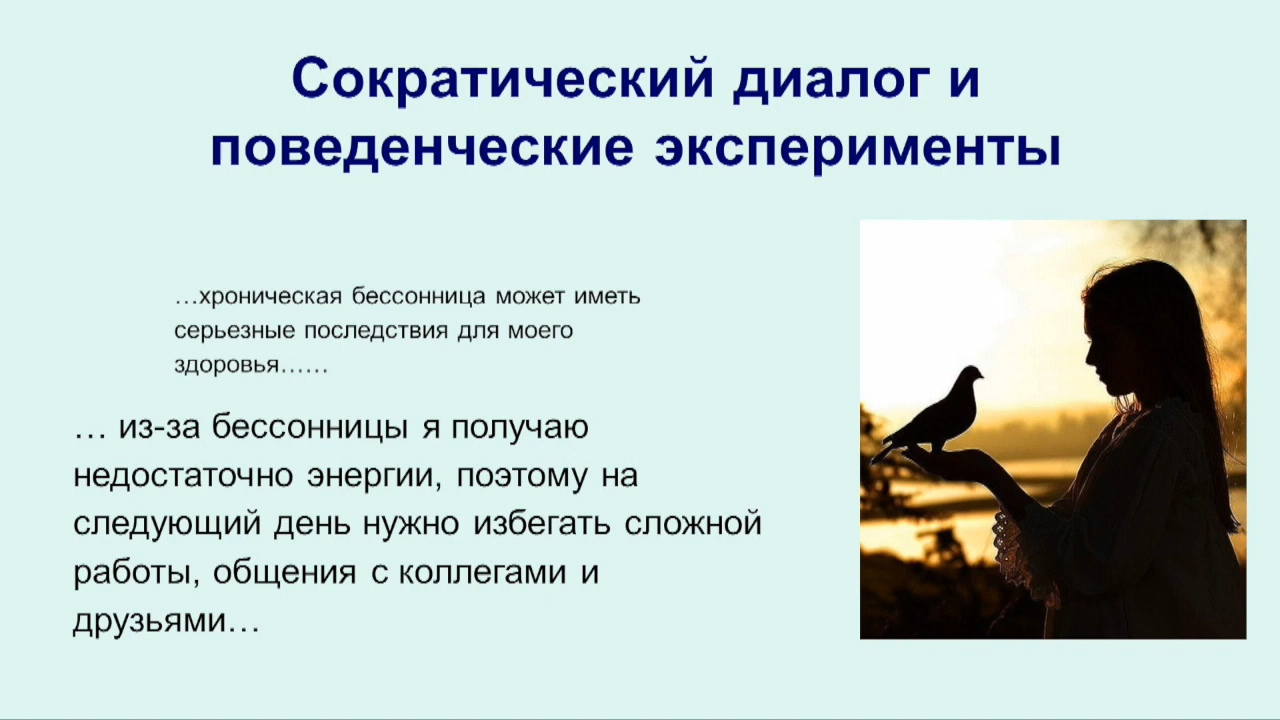 Сократический диалог и
поведенческие эксперименты
…хроническая бессонница может иметь
серьезные последствия для моего
здоровья……
… из-за бессонницы я получаю
недостаточно энергии, поэтому на
следующий день нужно избегать сложной
работы, общения с коллегами и
друзьями…